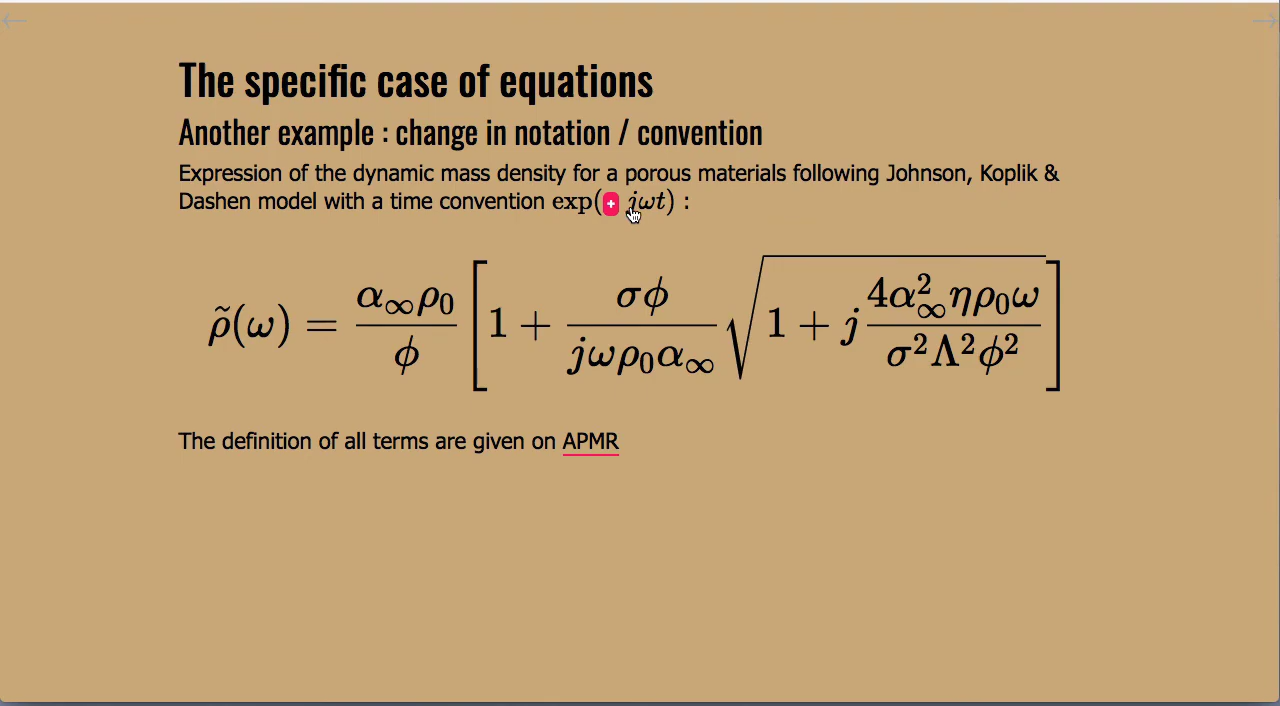 The specific case of equations
Another example : change in notation / convention
Expression of the dynamic mass density for a porous materials following Johnson, Koplik &
Dashen model with a time convention exp(+ jωt) :
ρ̃(ω) = α∞ρ0/ϕ [1 + σϕ/(jωρ0α∞) √(1 + j 4α∞²ηρ0ω/(σ²Λ²ϕ²))]
The definition of all terms are given on APMR